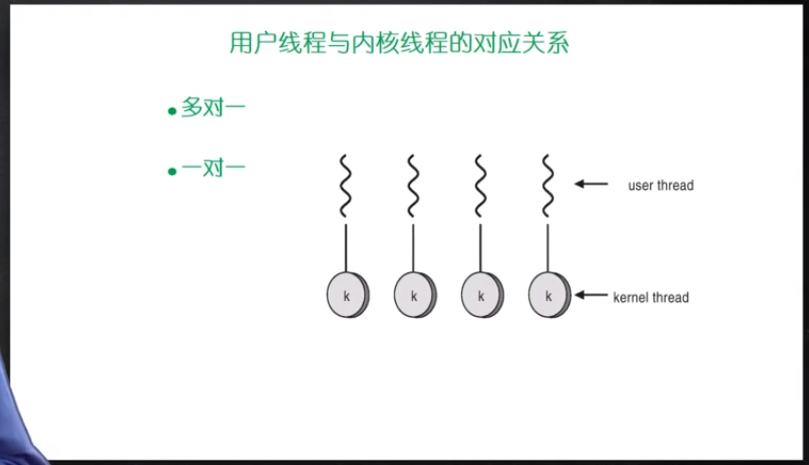 用户线程与内核线程的对应关系
• 多对一
• 一对一
user thread
k k k k
kernel thread